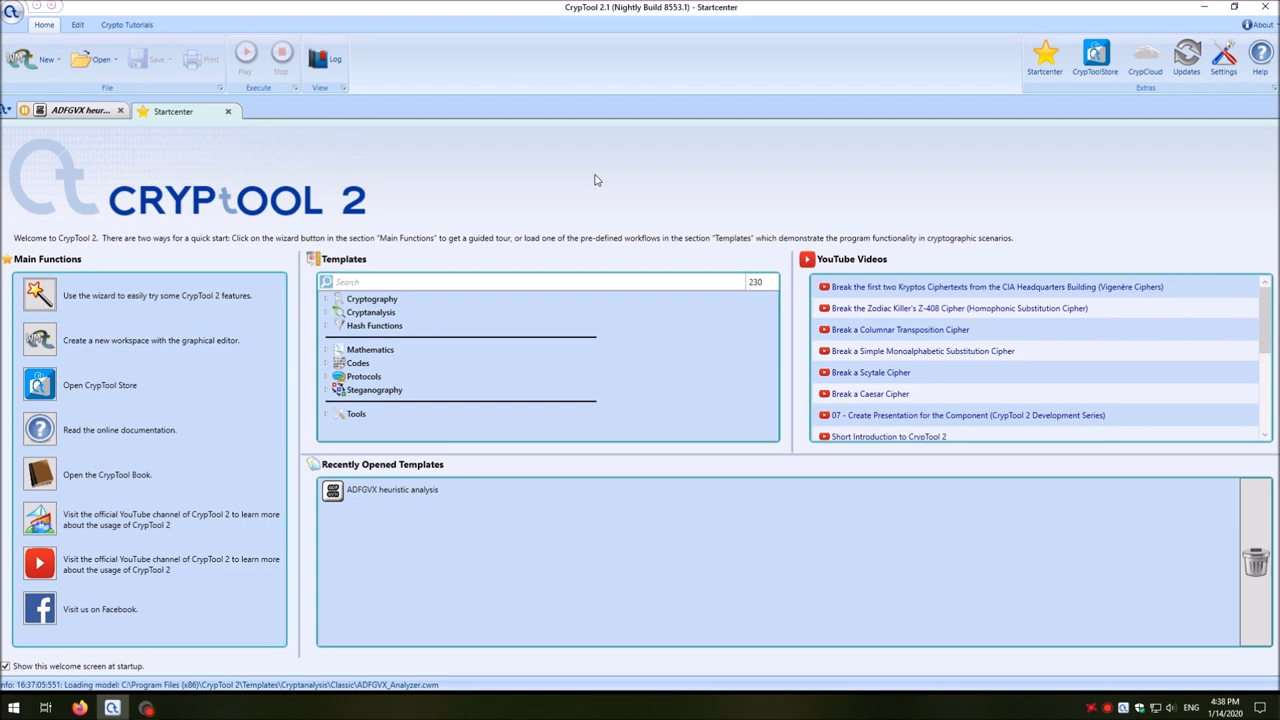 CrypTool 2.1 (Nightly Build 8553.1) - Startcenter
Home Edit Crypto Tutorials
About
New Open Save Print Play Stop Log
Startcenter CrypToolStore CrypCloud Updates Settings Help
File Execute View Extras
ADFGVX heur... Startcenter
CRYPtOOL 2
Welcome to CrypTool 2. There are two ways for a quick start: Click on the wizard button in the section "Main Functions" to get a guided tour, or load one of the pre-defined workflows in the section "Templates" which demonstrate the program functionality in cryptographic scenarios.
Main Functions
Use the wizard to easily try some CrypTool 2 features.
Create a new workspace with the graphical editor.
Open CrypTool Store
Read the online documentation.
Open the CrypTool Book.
Visit the official YouTube channel of CrypTool 2 to learn more
about the usage of CrypTool 2
Visit the official YouTube channel of CrypTool 2 to learn more
about the usage of CrypTool 2
Visit us on Facebook.
Templates
Search 230
Cryptography
Cryptanalysis
Hash Functions
Mathematics
Codes
Protocols
Steganography
Tools
YouTube Videos
Break the first two Kryptos Ciphertexts from the CIA Headquarters Building (Vigenère Ciphers)
Break the Zodiac Killer's Z-408 Cipher (Homophonic Substitution Cipher)
Break a Columnar Transposition Cipher
Break a Simple Monoalphabetic Substitution Cipher
Break a Scytale Cipher
Break a Caesar Cipher
07 - Create Presentation for the Component (CrypTool 2 Development Series)
Short Introduction to CrypTool 2
Recently Opened Templates
ADFGVX heuristic analysis
Show this welcome screen at startup.
Info: 16:37:05:551: Loading model: C:\Program Files (x86)\CrypTool 2\Templates\Cryptanalysis\Classic\ADFGVX_Analyzer.cwm
ENG
4:38 PM
1/14/2020